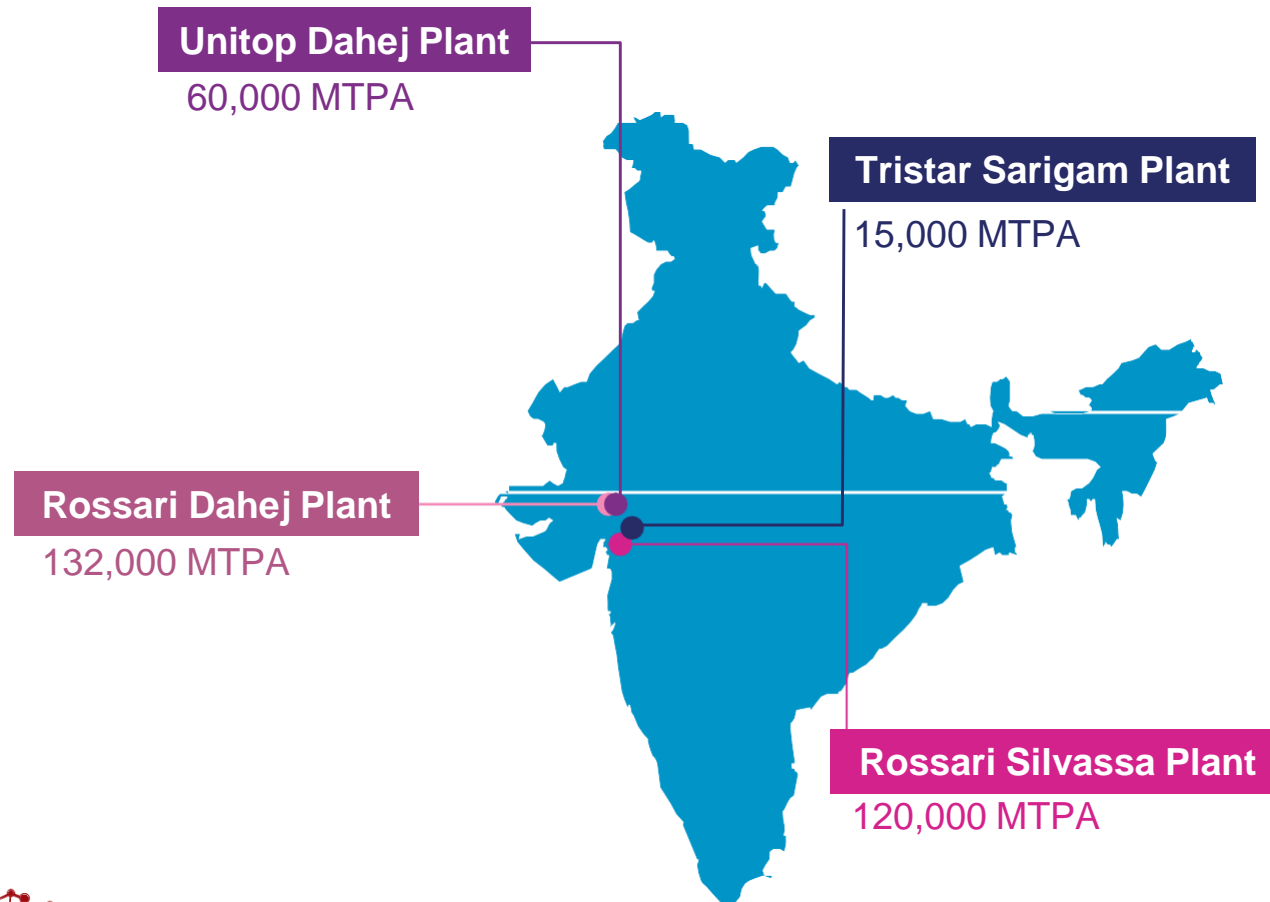 Unitop Dahej Plant
60,000 MTPA
Tristar Sarigam Plant
15,000 MTPA
Rossari Dahej Plant
132,000 MTPA
Rossari Silvassa Plant
120,000 MTPA